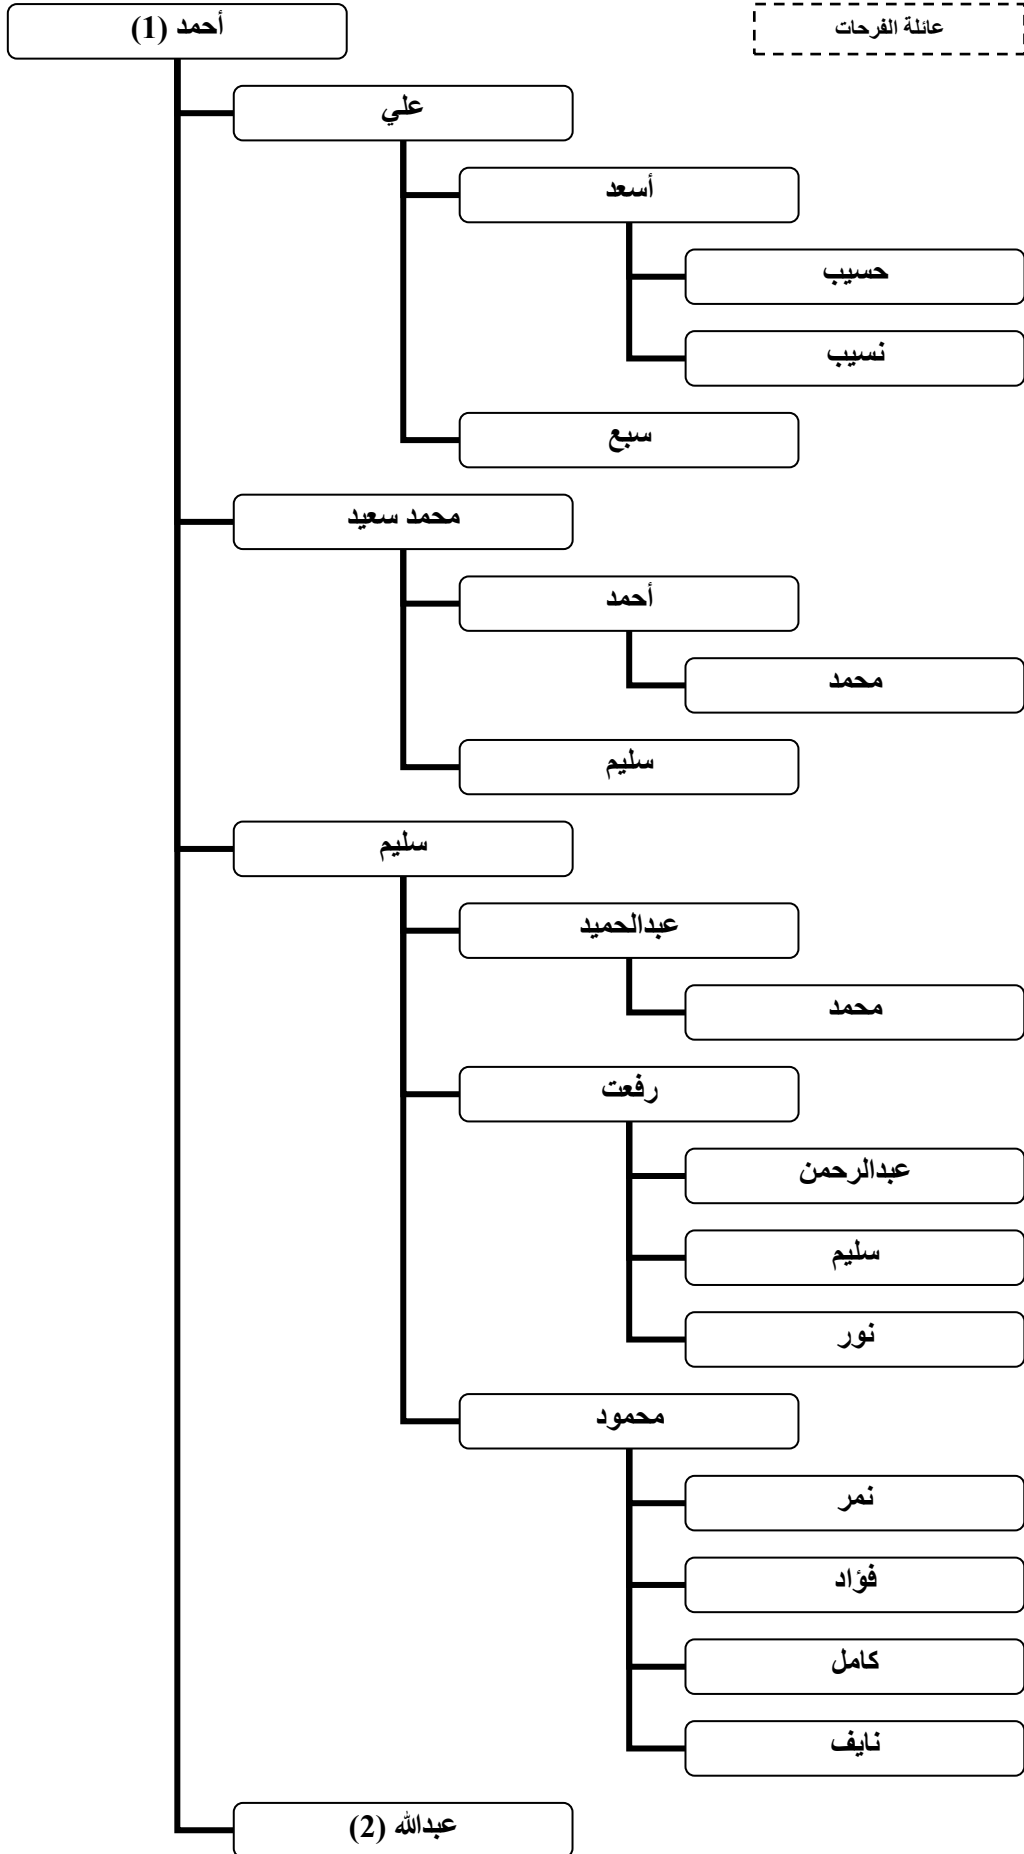 أحمد (1)
عائلة الفرحات
علي
أسعد
حسيب
نسيب
سبع
محمد سعيد
أحمد
محمد
سليم
سليم
عبدالحميد
محمد
رفعت
عبدالرحمن
سليم
نور
محمود
نمر
فؤاد
كامل
نايف
عبدالله (2)